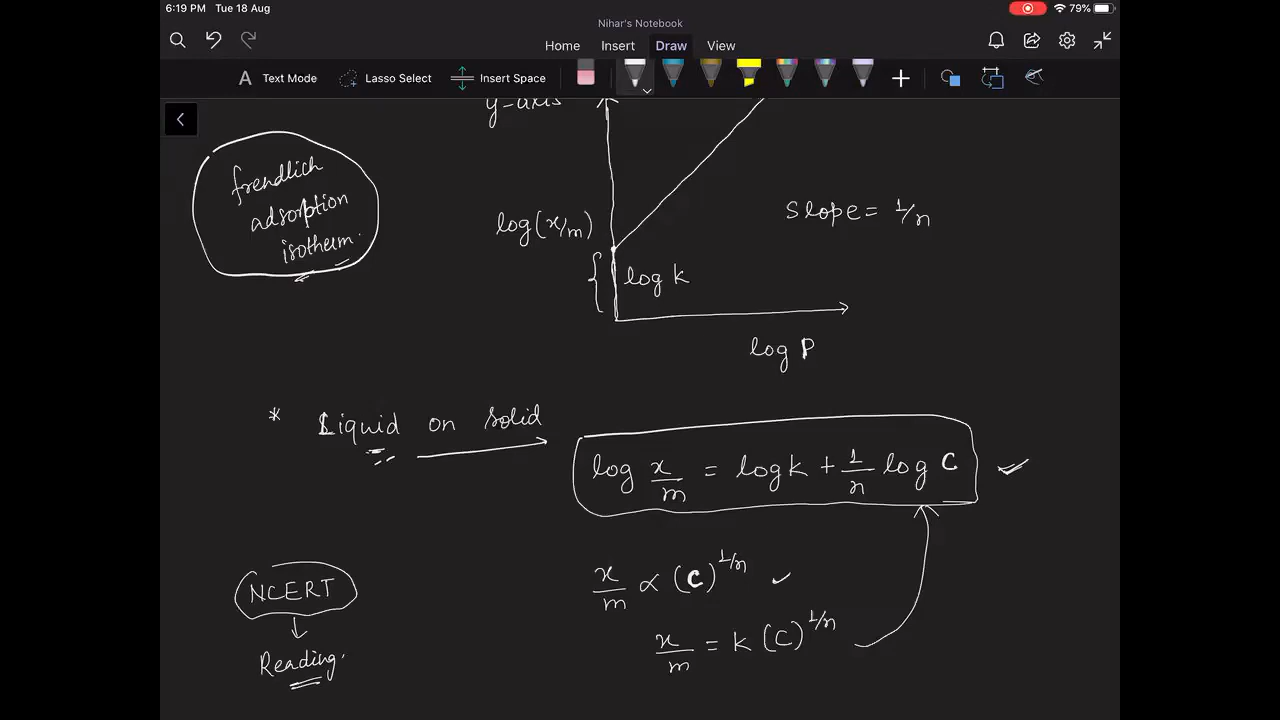 6:19 PM Tue 18 Aug
79%
Nihar's Notebook
Home Insert Draw View
A Text Mode Lasso Select Insert Space
y-axis
frendlich
adsorption
isotherm.
log(x/m)
slope = 1/n
{ log k
log P
* Liquid on solid
log x/m = log k + 1/n log C
x/m ∝ (C)^1/n
x/m = k (C)^1/n
NCERT
Reading.